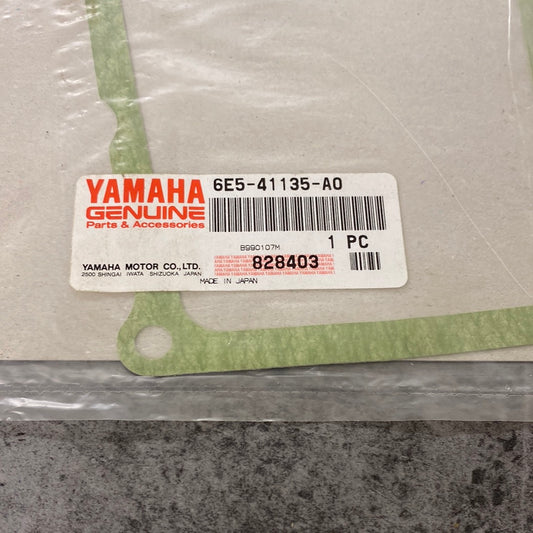 YAMAHA
GENUINE
Parts & Accessories
6E5-41135-A0
B990107M
1 PC
828403
YAMAHA MOTOR CO., LTD.
2500 SHINGAI IWATA SHIZUOKA JAPAN
MADE IN JAPAN